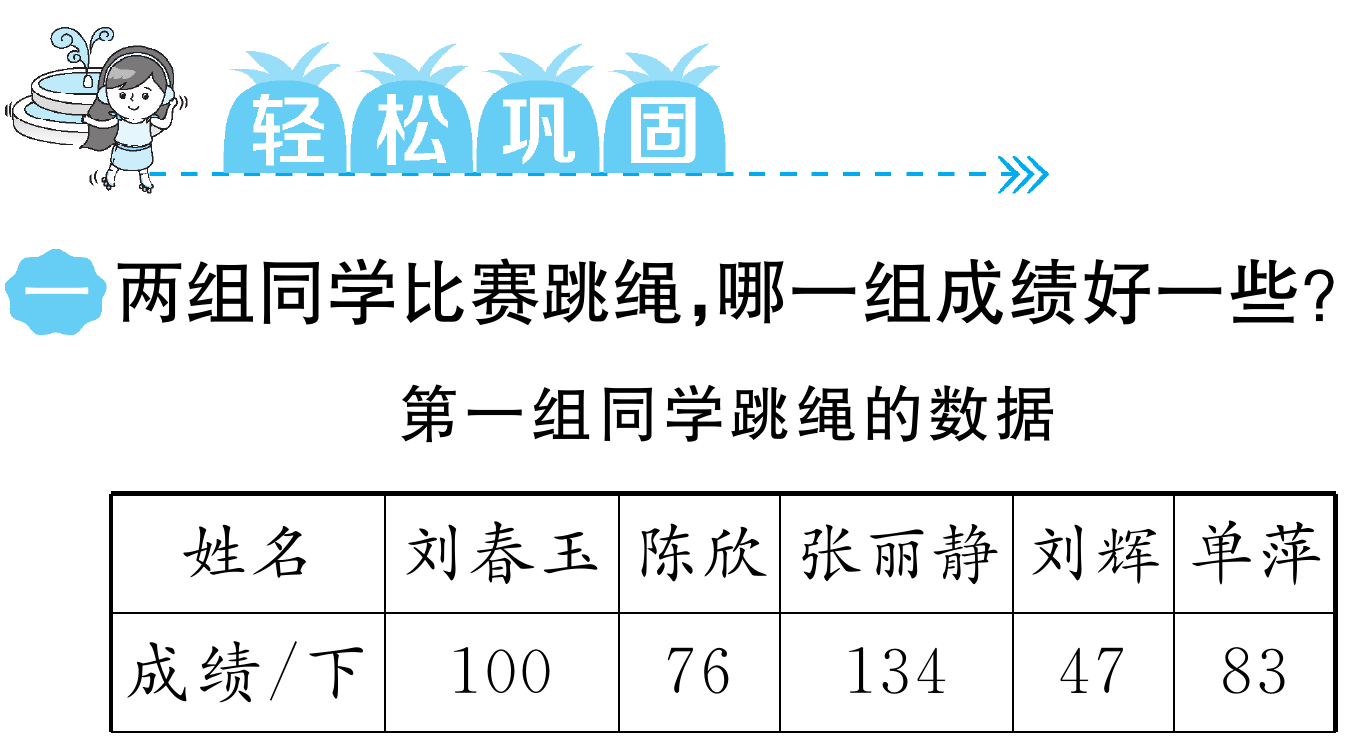 轻松巩固
一 两组同学比赛跳绳,哪一组成绩好一些?
第一组同学跳绳的数据
姓名 刘春玉 陈欣 张丽静 刘辉 单萍
成绩/下 100 76 134 47 83